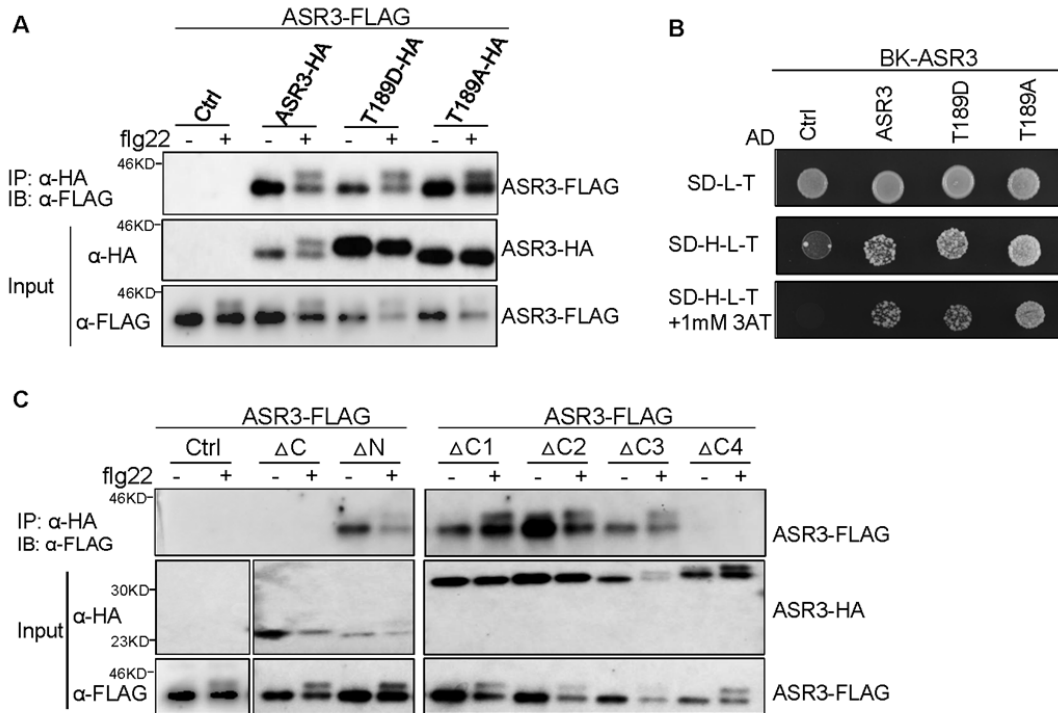 A
ASR3-FLAG
Ctrl
ASR3-HA
T189D-HA
T189A-HA
flg22
- + - + - + - +
46KD
IP: α-HA
IB: α-FLAG
ASR3-FLAG
46KD
α-HA
ASR3-HA
Input
46KD
α-FLAG
ASR3-FLAG
B
BK-ASR3
AD
Ctrl
ASR3
T189D
T189A
SD-L-T
SD-H-L-T
SD-H-L-T
+1mM 3AT
C
ASR3-FLAG
ASR3-FLAG
Ctrl ΔC ΔN ΔC1 ΔC2 ΔC3 ΔC4
flg22
- + - + - + - + - + - + - +
46KD
IP: α-HA
IB: α-FLAG
ASR3-FLAG
30KD
α-HA
ASR3-HA
Input
23KD
46KD
α-FLAG
ASR3-FLAG